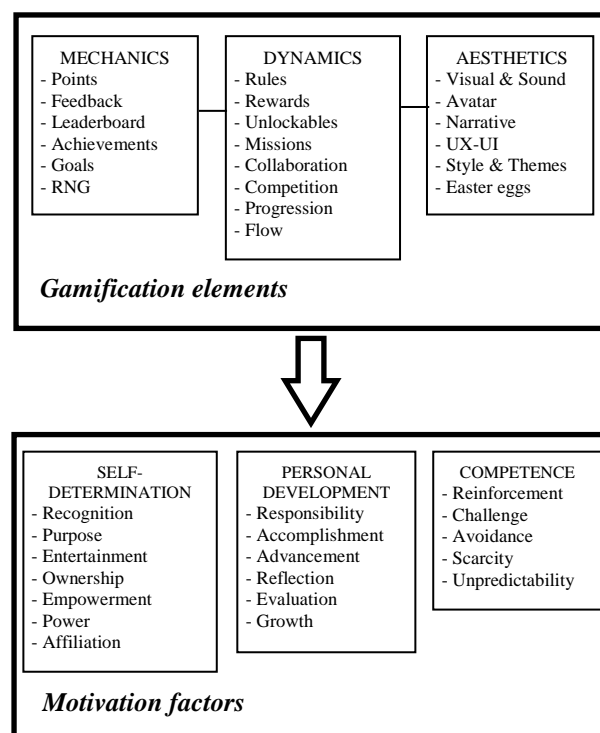 MECHANICS
- Points
- Feedback
- Leaderboard
- Achievements
- Goals
- RNG
DYNAMICS
- Rules
- Rewards
- Unlockables
- Missions
- Collaboration
- Competition
- Progression
- Flow
AESTHETICS
- Visual & Sound
- Avatar
- Narrative
- UX-UI
- Style & Themes
- Easter eggs
Gamification elements
SELF-
DETERMINATION
- Recognition
- Purpose
- Entertainment
- Ownership
- Empowerment
- Power
- Affiliation
PERSONAL
DEVELOPMENT
- Responsibility
- Accomplishment
- Advancement
- Reflection
- Evaluation
- Growth
COMPETENCE
- Reinforcement
- Challenge
- Avoidance
- Scarcity
- Unpredictability
Motivation factors